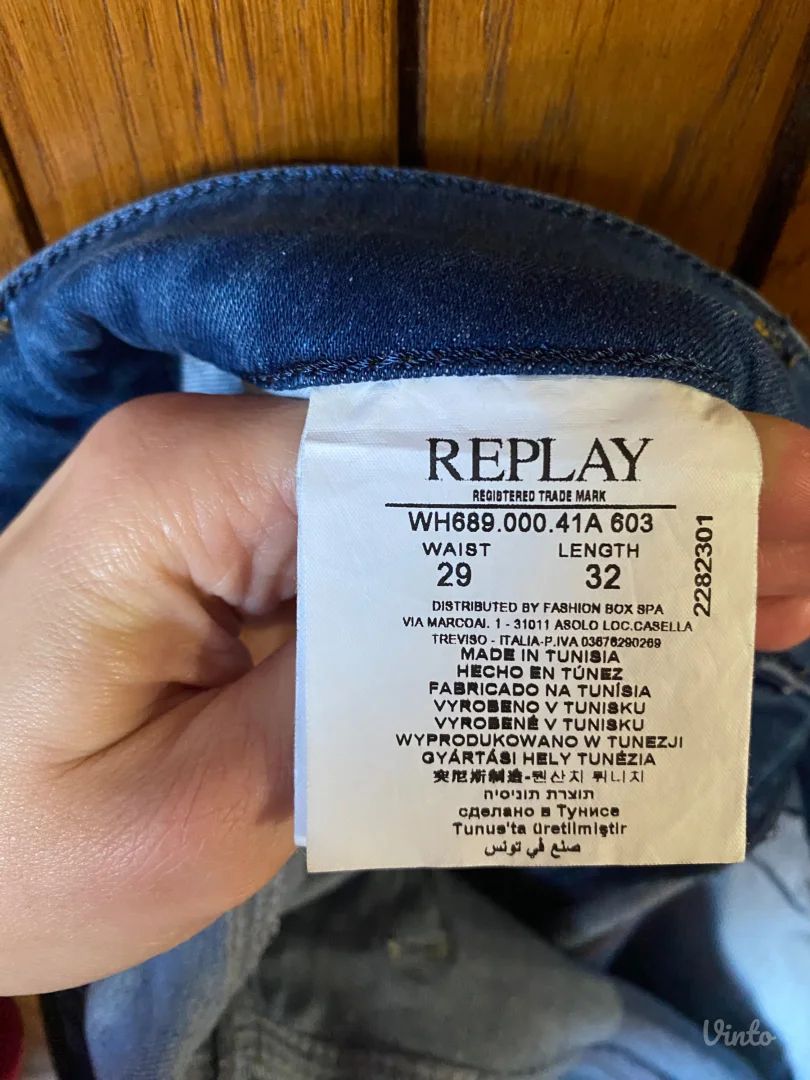 REPLAY
REGISTERED TRADE MARK
WH689.000.41A 603
WAIST LENGTH
29 32
2282301
DISTRIBUTED BY FASHION BOX SPA
VIA MARCOAI. 1 - 31011 ASOLO LOC.CASELLA
TREVISO - ITALIA-P.IVA 03676290269
MADE IN TUNISIA
HECHO EN TÚNEZ
FABRICADO NA TUNÍSIA
VYROBENO V TUNISKU
VYROBENÉ V TUNISKU
WYPRODUKOWANO W TUNEZJI
GYÁRTÁSI HELY TUNÉZIA
突尼斯制造-원산지 튀니지
תוצרת תוניסיה
сделано в Тунисе
Tunus'ta üretilmiştir
صنع في تونس
Vinto